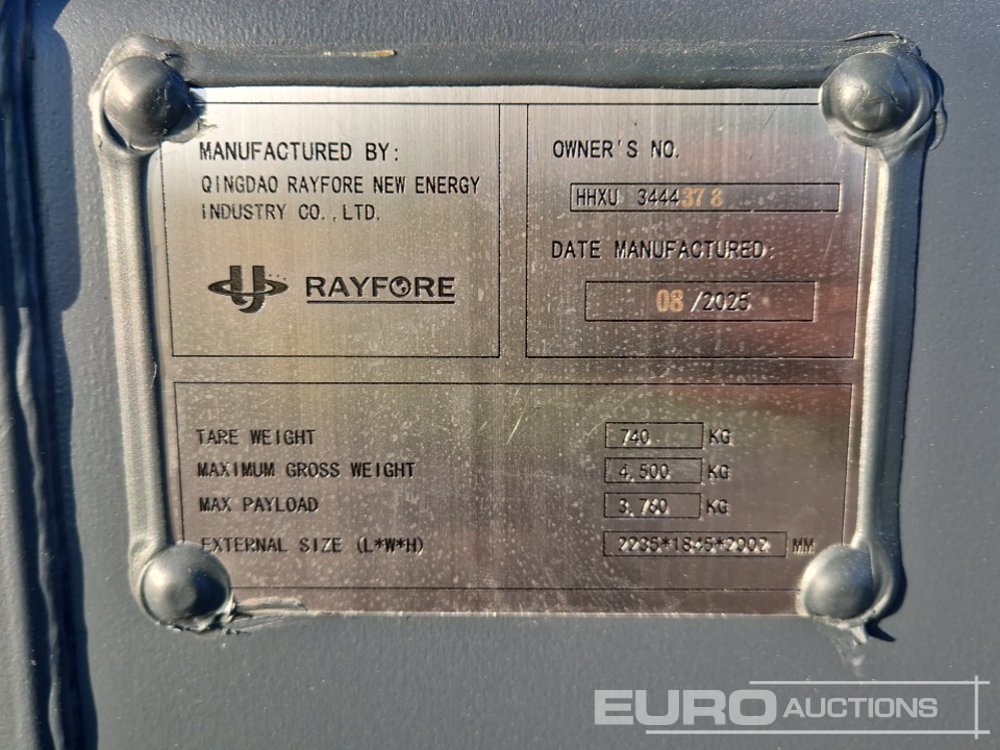 MANUFACTURED BY:
QINGDAO RAYFORE NEW ENERGY
INDUSTRY CO.,LTD.
RAYFORE
OWNER'S NO.
HHXU 3444378
DATE MANUFACTURED:
08/2025
TARE WEIGHT 740 KG
MAXIMUM GROSS WEIGHT 4,500 KG
MAX PAYLOAD 3,760 KG
EXTERNAL SIZE (L*W*H) 2235*1845*2002 MM
EURO AUCTIONS